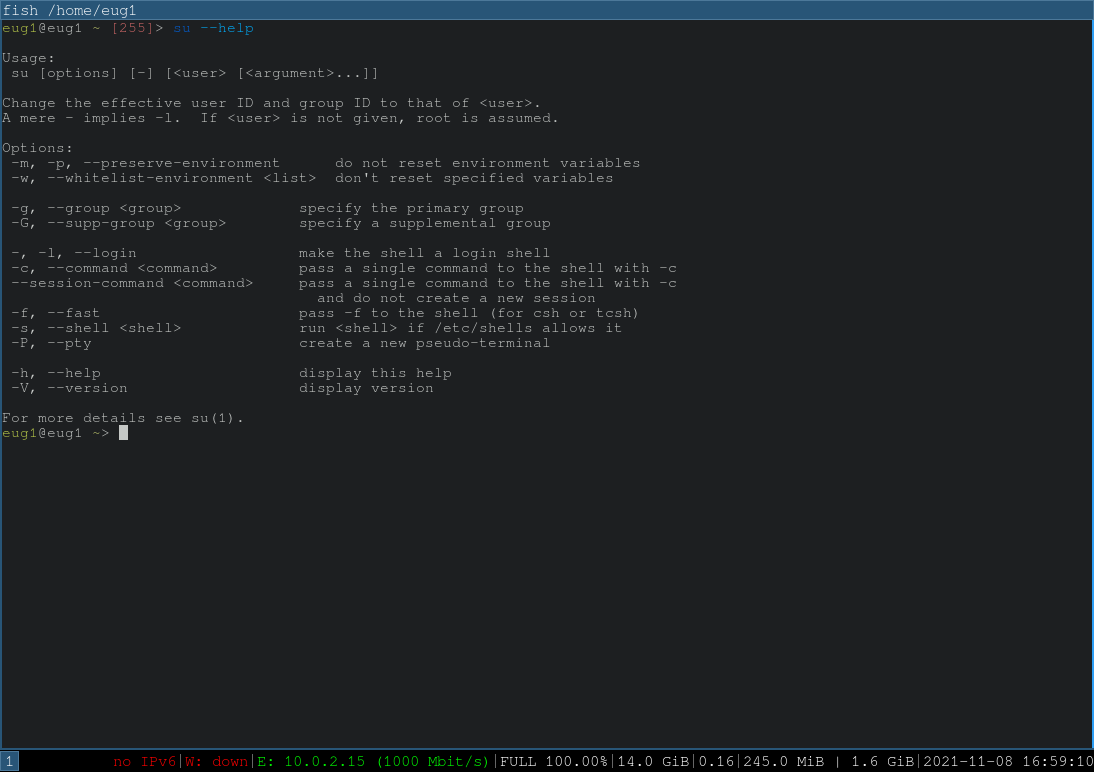 fish /home/eug1
eug1@eug1 ~ [255]> su --help

Usage:
 su [options] [-] [<user> [<argument>...]]

Change the effective user ID and group ID to that of <user>.
A mere - implies -l.  If <user> is not given, root is assumed.

Options:
 -m, -p, --preserve-environment      do not reset environment variables
 -w, --whitelist-environment <list>  don't reset specified variables

 -g, --group <group>             specify the primary group
 -G, --supp-group <group>        specify a supplemental group

 -, -l, --login                  make the shell a login shell
 -c, --command <command>         pass a single command to the shell with -c
 --session-command <command>     pass a single command to the shell with -c
                                   and do not create a new session
 -f, --fast                      pass -f to the shell (for csh or tcsh)
 -s, --shell <shell>             run <shell> if /etc/shells allows it
 -P, --pty                       create a new pseudo-terminal

 -h, --help                      display this help
 -V, --version                   display version

For more details see su(1).
eug1@eug1 ~>
1 no IPv6|W: down|E: 10.0.2.15 (1000 Mbit/s)|FULL 100.00%|14.0 GiB|0.16|245.0 MiB | 1.6 GiB|2021-11-08 16:59:10